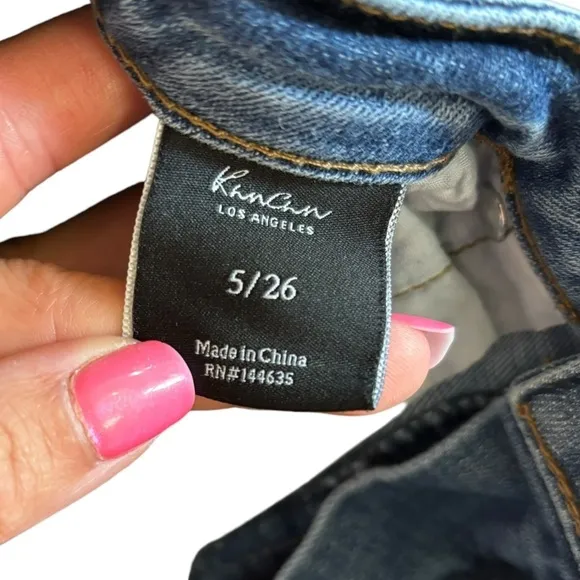 KanCan
LOS ANGELES
5/26
Made in China
RN#144635